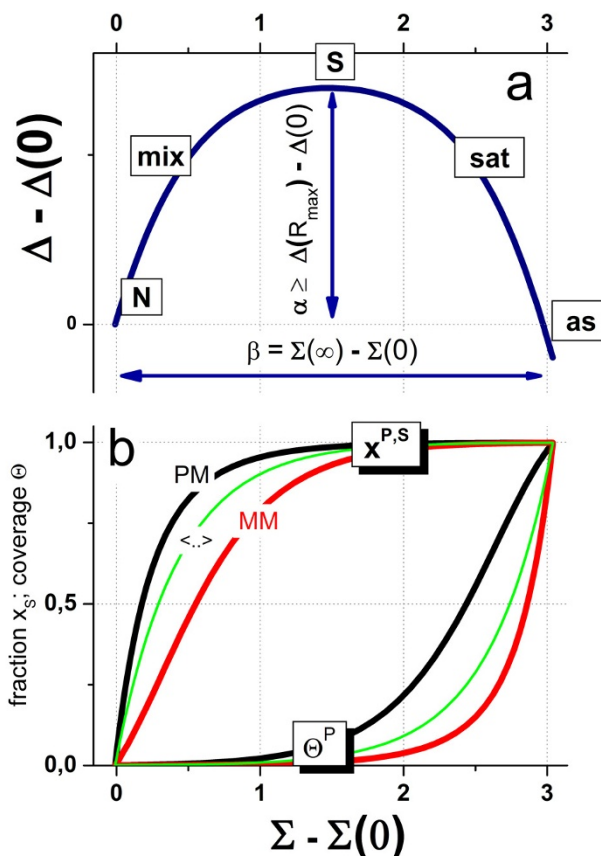 0 1 2 3
S
a
mix
sat
N
as
0
Δ - Δ(0)
α ≥ Δ(R_max) - Δ(0)
β = Σ(∞) - Σ(0)
b
1,0
0,5
0,0
fraction x_S; coverage Θ
PM
x^P,S
<..>
MM
Θ^P
0 1 2 3
Σ - Σ(0)